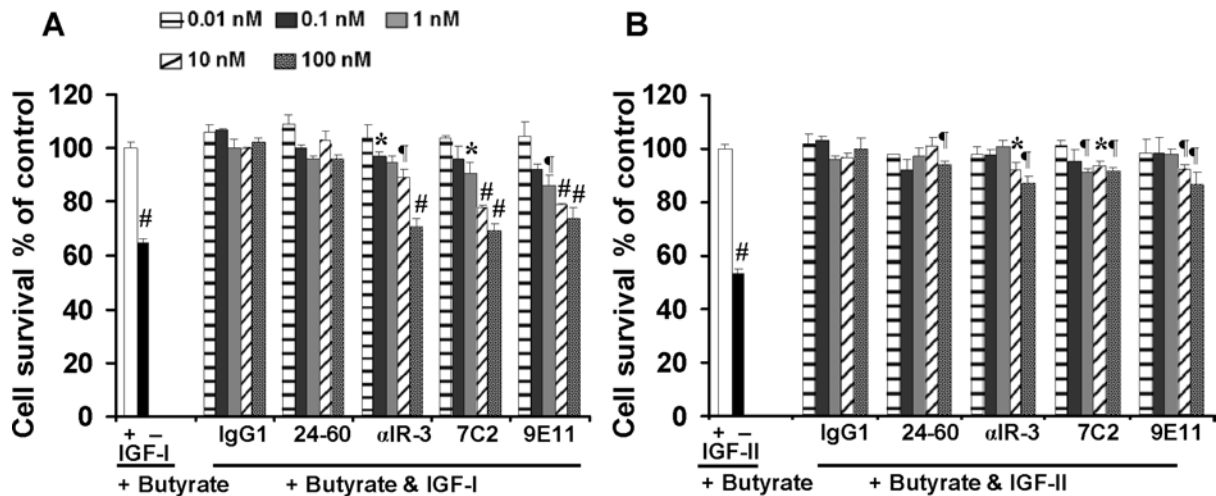 A
0.01 nM 0.1 nM 1 nM
10 nM 100 nM
Cell survival % of control
120
100
80
60
40
20
0
#
* ¶ #
* # #
¶ # #
+ – IgG1 24-60 αIR-3 7C2 9E11
IGF-I
+ Butyrate + Butyrate & IGF-I
B
Cell survival % of control
120
100
80
60
40
20
0
#
¶
* ¶
¶ * ¶
¶ ¶
+ – IgG1 24-60 αIR-3 7C2 9E11
IGF-II
+ Butyrate + Butyrate & IGF-II